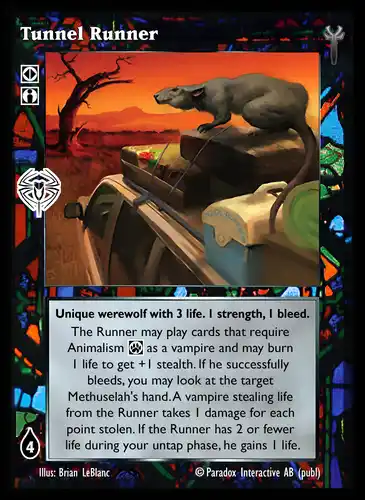 Tunnel Runner
Unique werewolf with 3 life. 1 strength, 1 bleed.
The Runner may play cards that require
Animalism as a vampire and may burn
1 life to get +1 stealth. If he successfully
bleeds, you may look at the target
Methuselah's hand. A vampire stealing life
from the Runner takes 1 damage for each
point stolen. If the Runner has 2 or fewer
life during your untap phase, he gains 1 life.
4
Illus: Brian LeBlanc © Paradox Interactive AB (publ)